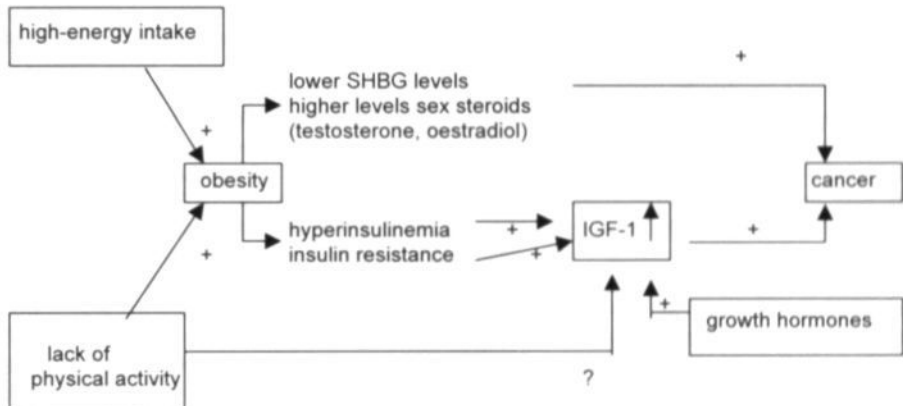 high-energy intake
+
lower SHBG levels
higher levels sex steroids
(testosterone, oestradiol)
+
obesity
cancer
hyperinsulinemia
insulin resistance
+
+
IGF-1
+
+
+
growth hormones
lack of
physical activity
?